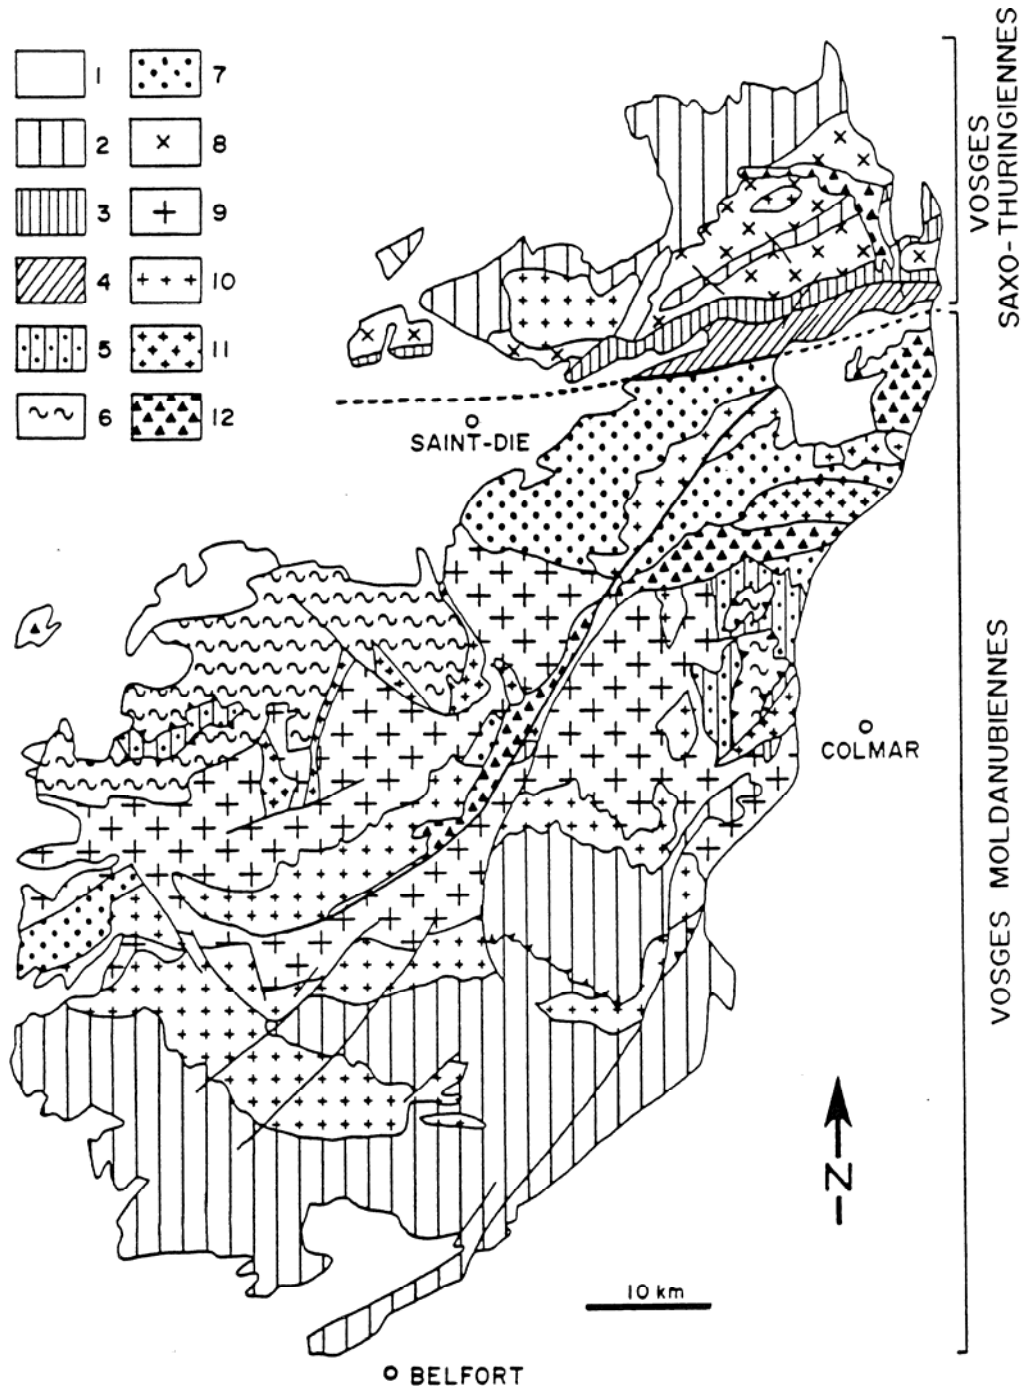 1
2
3
4
5
6
7
8
9
10
11
12
VOSGES
SAXO-THURINGIENNES
SAINT-DIE
COLMAR
VOSGES MOLDANUBIENNES
N
10 km
BELFORT